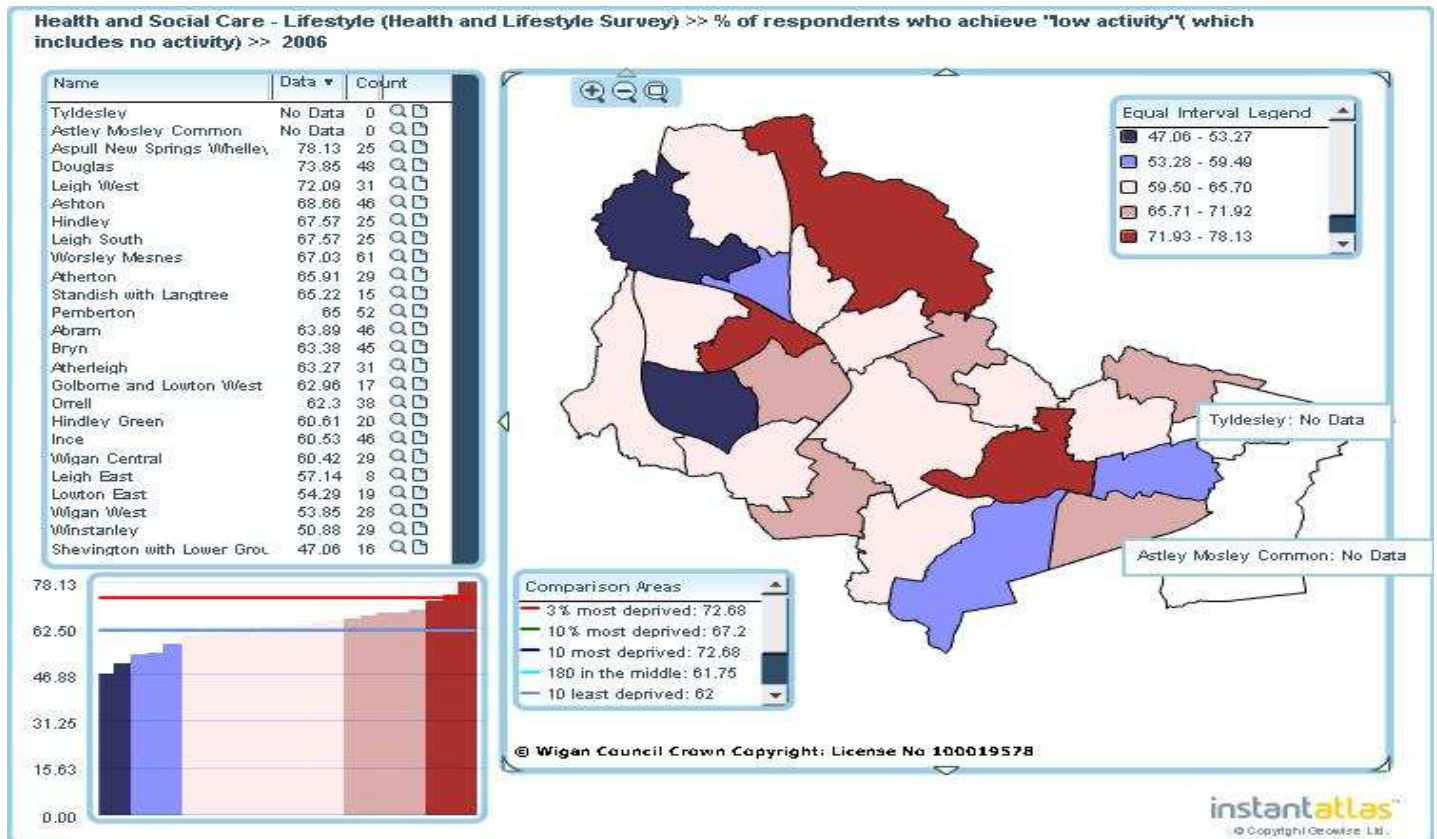 Health and Social Care - Lifestyle (Health and Lifestyle Survey) >> % of respondents who achieve "low activity"( which
includes no activity) >> 2006
Name Data ▼ Count
Tyldesley No Data 0
Astley Mosley Common No Data 0
Aspull New Springs Whelley 78.13 25
Douglas 73.85 48
Leigh West 72.09 31
Ashton 68.66 46
Hindley 67.57 25
Leigh South 67.57 25
Worsley Mesnes 67.03 61
Atherton 65.91 29
Standish with Langtree 65.22 15
Pemberton 65 52
Abram 63.89 46
Bryn 63.38 45
Atherleigh 63.27 31
Golborne and Lowton West 62.96 17
Orrell 62.3 38
Hindley Green 60.61 20
Ince 60.53 46
Wigan Central 60.42 29
Leigh East 57.14 8
Lowton East 54.29 19
Wigan West 53.85 28
Winstanley 50.88 29
Shevington with Lower Grou 47.06 16
Equal Interval Legend
47.06 - 53.27
53.28 - 59.49
59.50 - 65.70
65.71 - 71.92
71.93 - 78.13
Tyldesley: No Data
Astley Mosley Common: No Data
78.13
62.50
46.88
31.25
15.63
0.00
Comparison Areas
3% most deprived: 72.68
10% most deprived: 67.2
10 most deprived: 72.68
180 in the middle: 61.75
10 least deprived: 62
© Wigan Council Crown Copyright: License No 100019578
instantatlas™
© Copyright Geowise Ltd.